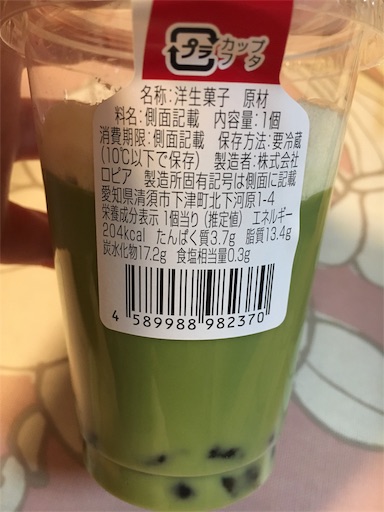 プラ カップ
フタ
名称:洋生菓子 原材
料名:側面記載 内容量:1個
消費期限:側面記載 保存方法:要冷蔵
(10℃以下で保存) 製造者:株式会社
ロピア 製造所固有記号は側面に記載
愛知県清須市下津町北下河原1-4
栄養成分表示 1個当り(推定値) エネルギー
204kcal たんぱく質3.7g 脂質13.4g
炭水化物17.2g 食塩相当量0.3g
4 589988 982370